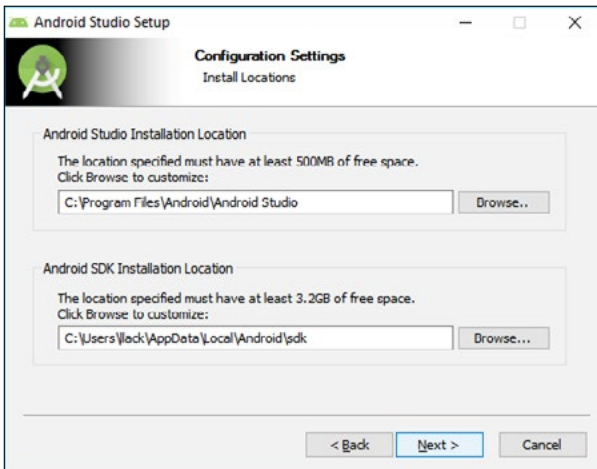 Android Studio Setup
Configuration Settings
Install Locations
Android Studio Installation Location
The location specified must have at least 500MB of free space.
Click Browse to customize:
C:\Program Files\Android\Android Studio
Browse..
Android SDK Installation Location
The location specified must have at least 3.2GB of free space.
Click Browse to customize:
C:\Users\llack\AppData\Local\Android\sdk
Browse...
< Back
Next >
Cancel